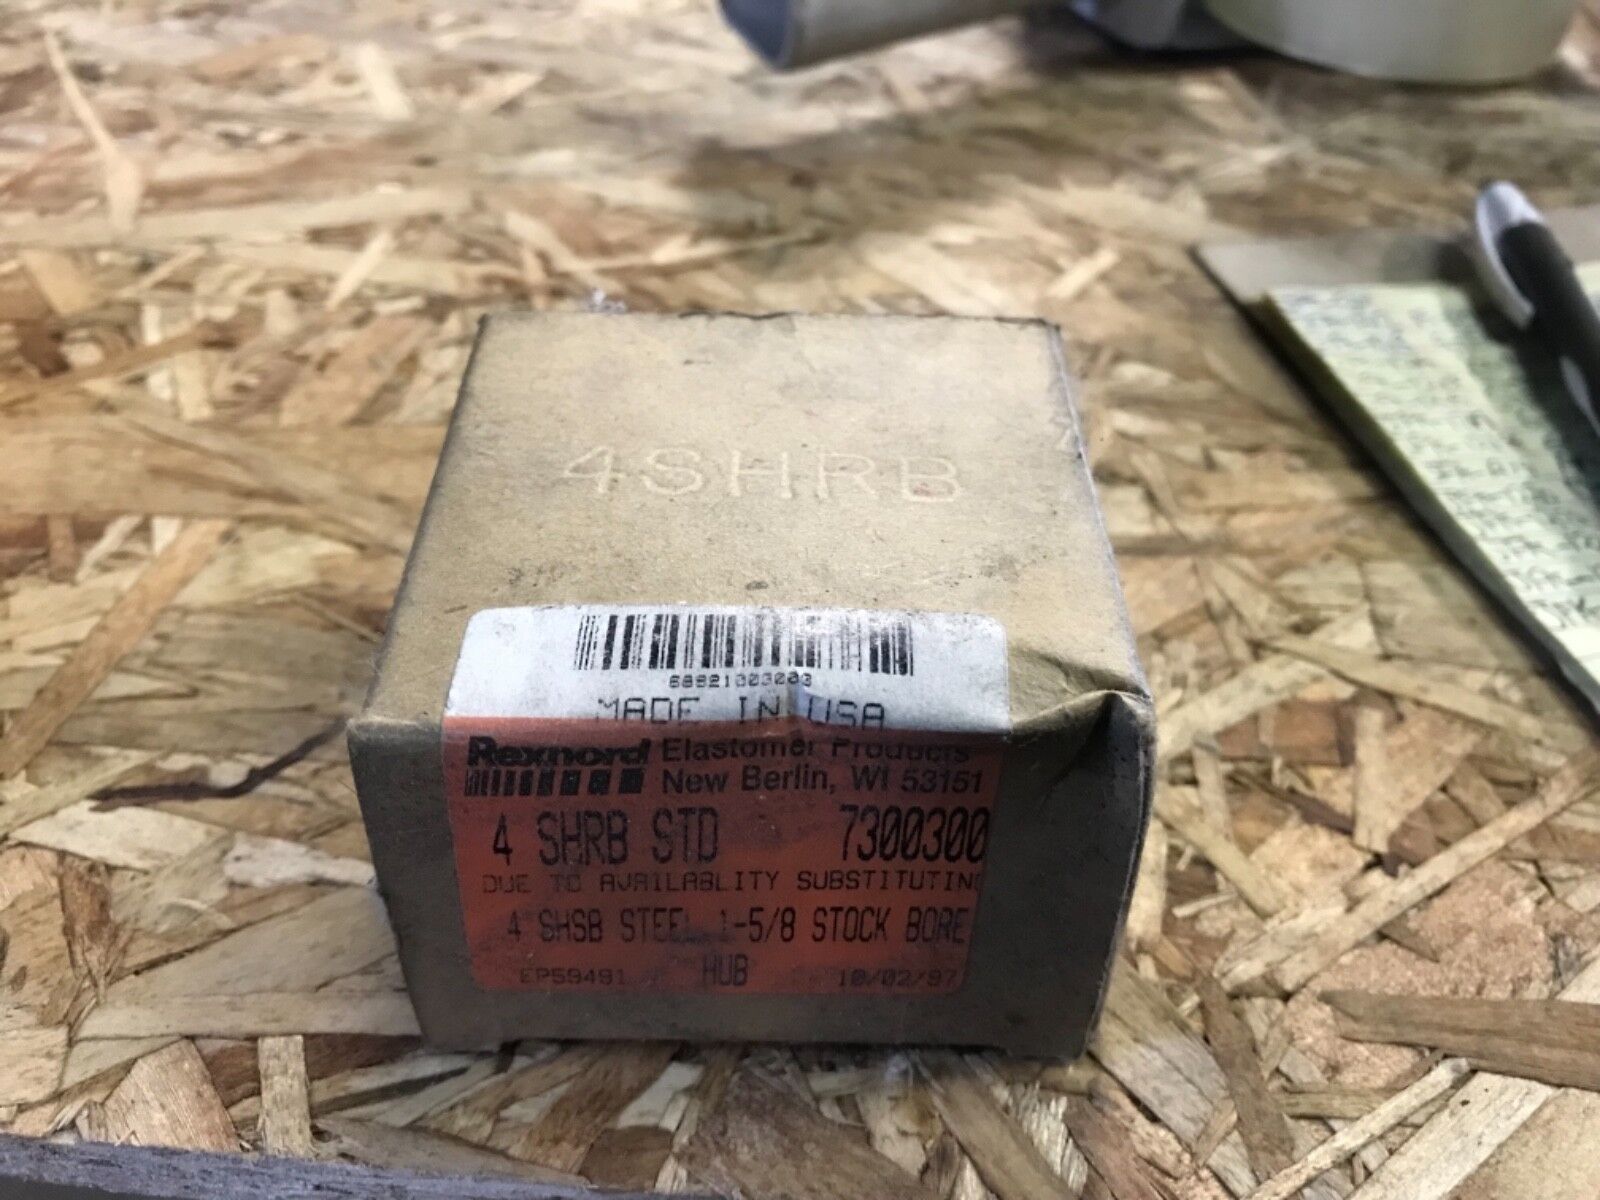 4SHRB
MADE IN USA
Rexnord Elastomer Products
New Berlin, WI 53151
4 SHRB STD 7300300
DUE TO AVAILABLITY SUBSTITUTING
4 SHSB STEEL 1-5/8 STOCK BORE
EP59491 HUB 10/02/97